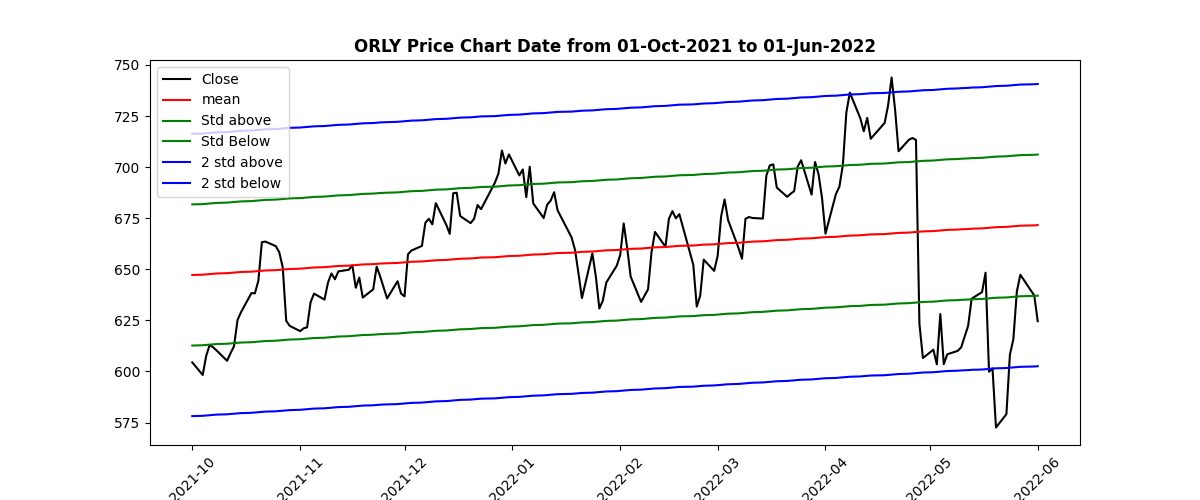 ORLY Price Chart Date from 01-Oct-2021 to 01-Jun-2022
750
725
700
675
650
625
600
575
Close
mean
Std above
Std Below
2 std above
2 std below
2021-10
2021-11
2021-12
2022-01
2022-02
2022-03
2022-04
2022-05
2022-06